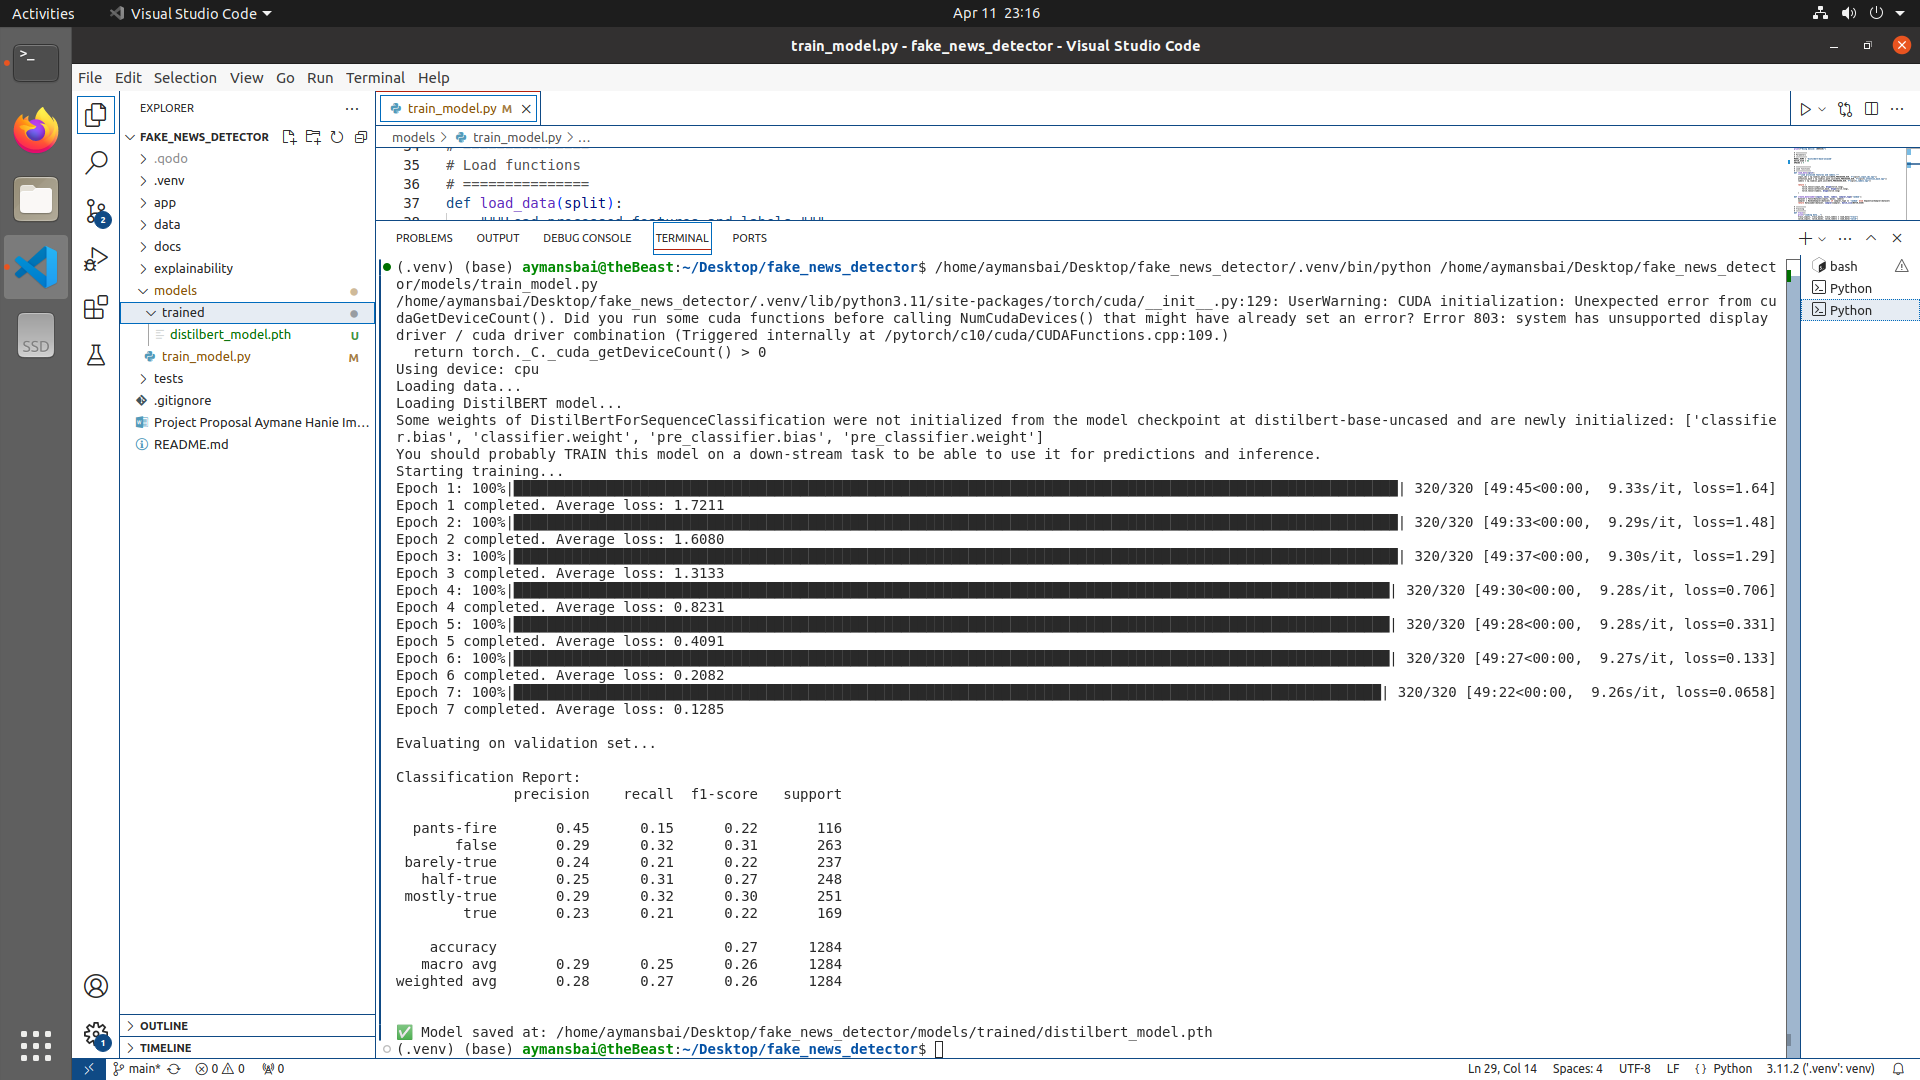 Activities
Visual Studio Code
Apr 11 23:16
train_model.py - fake_news_detector - Visual Studio Code
File Edit Selection View Go Run Terminal Help
EXPLORER
FAKE_NEWS_DETECTOR
.qodo
.venv
app
data
docs
explainability
models
trained
distilbert_model.pth U
train_model.py M
tests
.gitignore
Project Proposal Aymane Hanie Im...
README.md
OUTLINE
TIMELINE
SSD
2
1
train_model.py M
models > train_model.py > ...
35 # Load functions
36 # ===============
37 def load_data(split):
PROBLEMS OUTPUT DEBUG CONSOLE TERMINAL PORTS
bash
Python
Python
(.venv) (base) aymansbai@theBeast:~/Desktop/fake_news_detector$ /home/aymansbai/Desktop/fake_news_detector/.venv/bin/python /home/aymansbai/Desktop/fake_news_detect
or/models/train_model.py
/home/aymansbai/Desktop/fake_news_detector/.venv/lib/python3.11/site-packages/torch/cuda/__init__.py:129: UserWarning: CUDA initialization: Unexpected error from cu
daGetDeviceCount(). Did you run some cuda functions before calling NumCudaDevices() that might have already set an error? Error 803: system has unsupported display
driver / cuda driver combination (Triggered internally at /pytorch/c10/cuda/CUDAFunctions.cpp:109.)
return torch._C._cuda_getDeviceCount() > 0
Using device: cpu
Loading data...
Loading DistilBERT model...
Some weights of DistilBertForSequenceClassification were not initialized from the model checkpoint at distilbert-base-uncased and are newly initialized: ['classifie
r.bias', 'classifier.weight', 'pre_classifier.bias', 'pre_classifier.weight']
You should probably TRAIN this model on a down-stream task to be able to use it for predictions and inference.
Starting training...
Epoch 1: 100%| | 320/320 [49:45<00:00, 9.33s/it, loss=1.64]
Epoch 1 completed. Average loss: 1.7211
Epoch 2: 100%| | 320/320 [49:33<00:00, 9.29s/it, loss=1.48]
Epoch 2 completed. Average loss: 1.6080
Epoch 3: 100%| | 320/320 [49:37<00:00, 9.30s/it, loss=1.29]
Epoch 3 completed. Average loss: 1.3133
Epoch 4: 100%| | 320/320 [49:30<00:00, 9.28s/it, loss=0.706]
Epoch 4 completed. Average loss: 0.8231
Epoch 5: 100%| | 320/320 [49:28<00:00, 9.28s/it, loss=0.331]
Epoch 5 completed. Average loss: 0.4091
Epoch 6: 100%| | 320/320 [49:27<00:00, 9.27s/it, loss=0.133]
Epoch 6 completed. Average loss: 0.2082
Epoch 7: 100%| | 320/320 [49:22<00:00, 9.26s/it, loss=0.0658]
Epoch 7 completed. Average loss: 0.1285
Evaluating on validation set...
Classification Report:
precision recall f1-score support
pants-fire 0.45 0.15 0.22 116
false 0.29 0.32 0.31 263
barely-true 0.24 0.21 0.22 237
half-true 0.25 0.31 0.27 248
mostly-true 0.29 0.32 0.30 251
true 0.23 0.21 0.22 169
accuracy 0.27 1284
macro avg 0.29 0.25 0.26 1284
weighted avg 0.28 0.27 0.26 1284
✅ Model saved at: /home/aymansbai/Desktop/fake_news_detector/models/trained/distilbert_model.pth
(.venv) (base) aymansbai@theBeast:~/Desktop/fake_news_detector$
main* 0 0 0
Ln 29, Col 14 Spaces: 4 UTF-8 LF {} Python 3.11.2 ('.venv': venv)